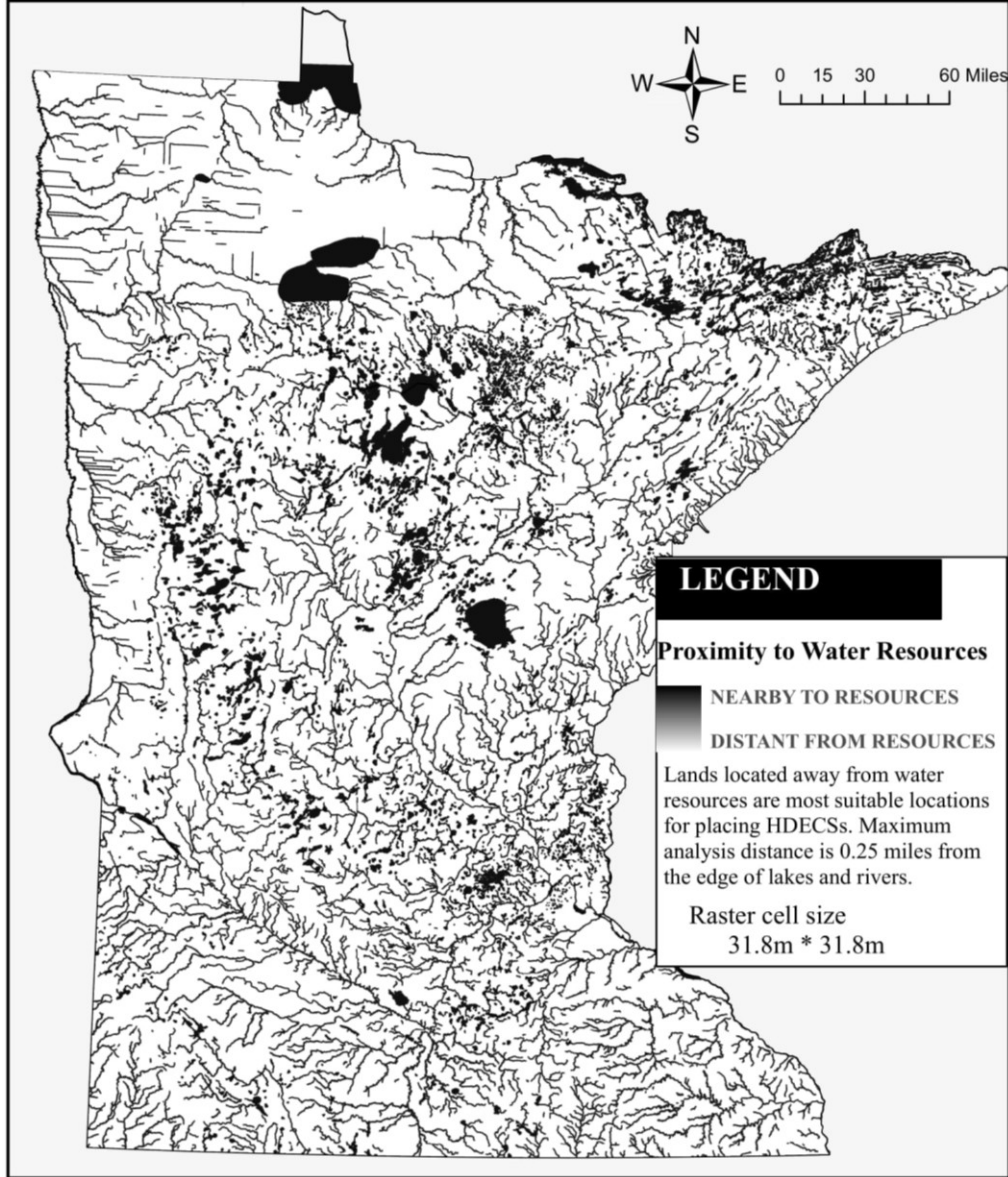 N
W E
S
0 15 30 60 Miles
LEGEND
Proximity to Water Resources
NEARBY TO RESOURCES
DISTANT FROM RESOURCES
Lands located away from water
resources are most suitable locations
for placing HDECSs. Maximum
analysis distance is 0.25 miles from
the edge of lakes and rivers.
Raster cell size
31.8m * 31.8m